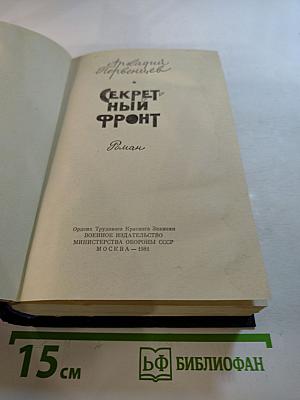 Аркадий
Первенцев
СЕКРЕТ-
НЫЙ
ФРОНТ
Роман
Ордена Трудового Красного Знамени
ВОЕННОЕ ИЗДАТЕЛЬСТВО
МИНИСТЕРСТВА ОБОРОНЫ СССР
МОСКВА — 1981
15 см
БФ БИБЛИОФАН